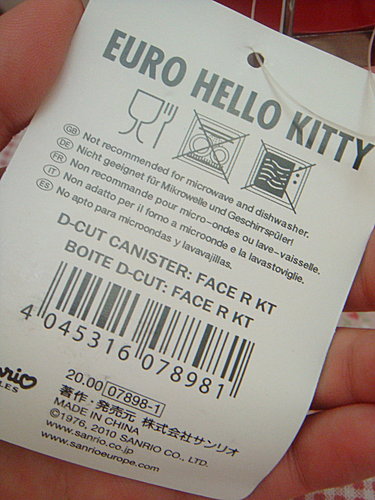 EURO HELLO KITTY
GB Not recommended for microwave and dishwasher.
DE Nicht geeignet für Mikrowelle und Geschirrspüler!
FR Non recommande pour micro-ondes ou lave-vaisselle.
IT Non adatto per il forno a microonde e la lavastoviglie.
ES No apto para microondas y lavavajillas.
D-CUT CANISTER: FACE R KT
BOITE D-CUT: FACE R KT
4 045316 078981
20.00 07898-1
著作・発売元 株式会社サンリオ
MADE IN CHINA
©1976, 2010 SANRIO CO., LTD.
www.sanrio.co.jp
www.sanrioeurope.com